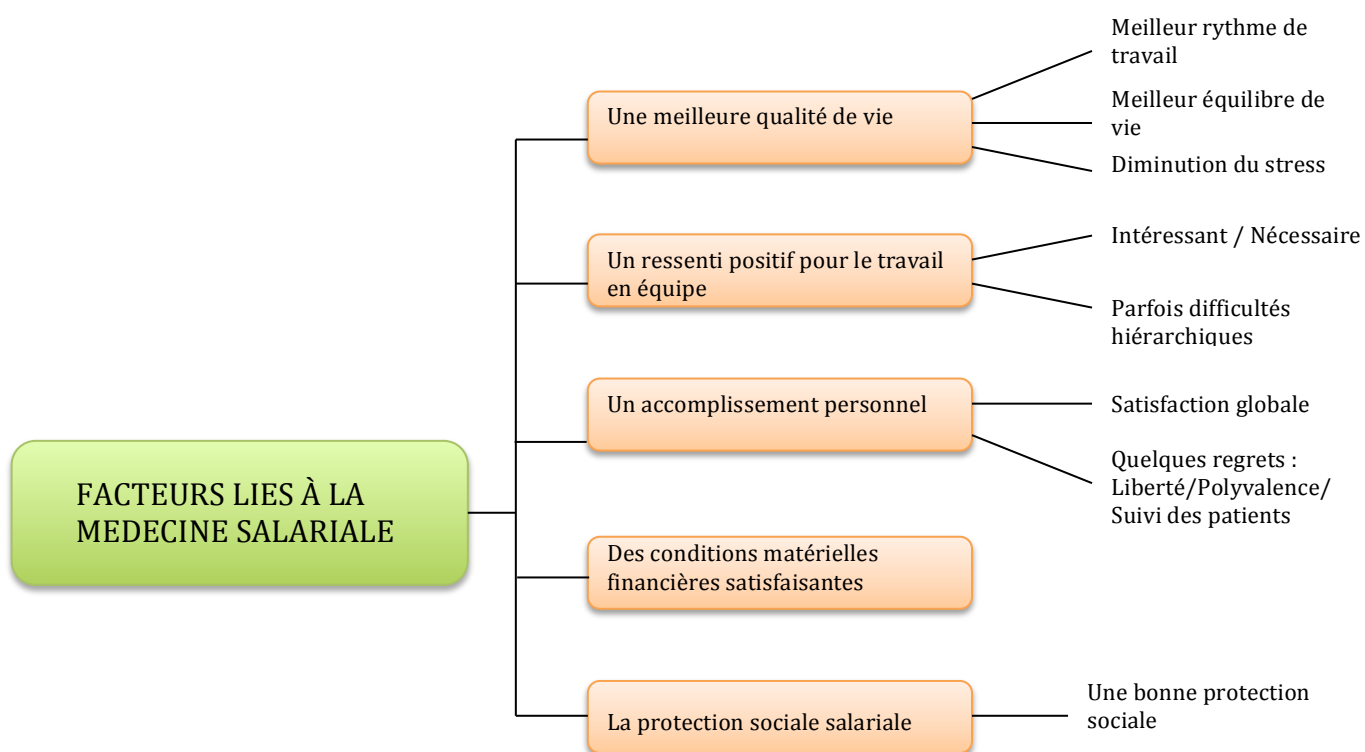 FACTEURS LIES À LA
MEDECINE SALARIALE
Une meilleure qualité de vie
Meilleur rythme de
travail
Meilleur équilibre de
vie
Diminution du stress
Un ressenti positif pour le travail
en équipe
Intéressant / Nécessaire
Parfois difficultés
hiérarchiques
Un accomplissement personnel
Satisfaction globale
Quelques regrets :
Liberté/Polyvalence/
Suivi des patients
Des conditions matérielles
financières satisfaisantes
La protection sociale salariale
Une bonne protection
sociale